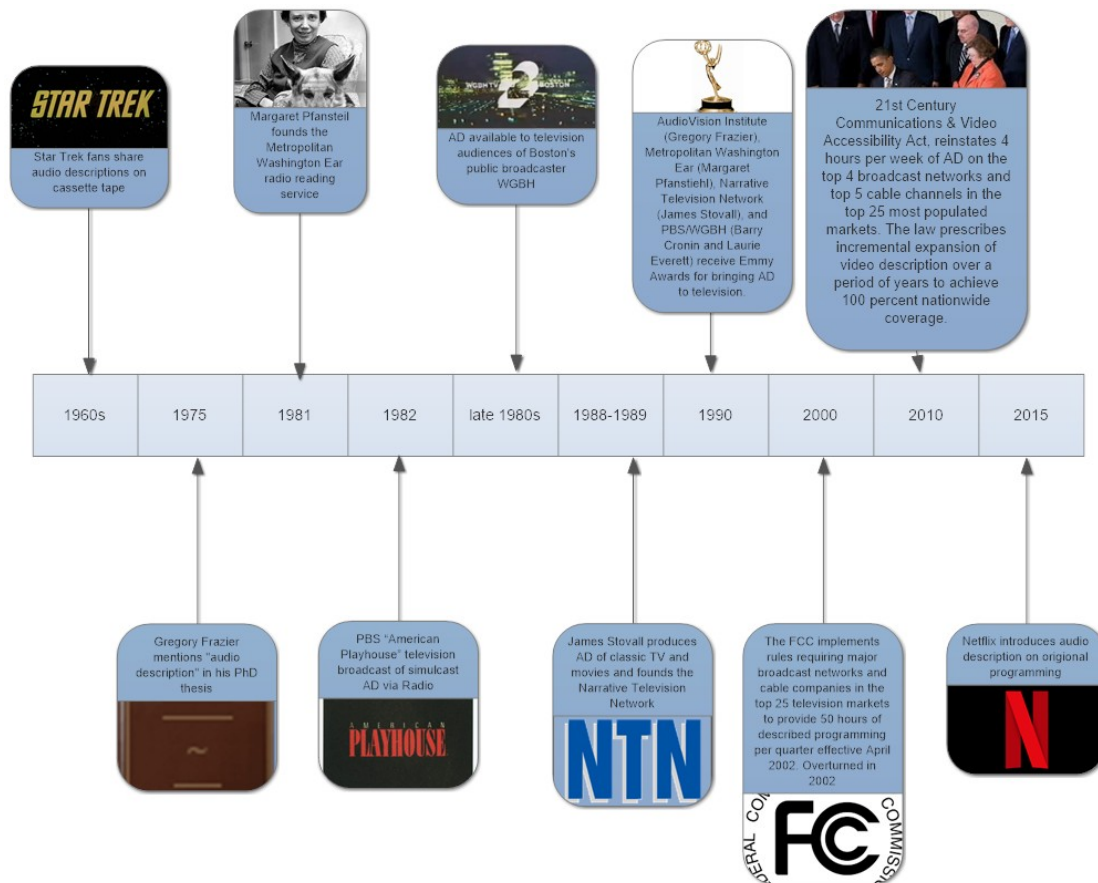 STAR TREK
Star Trek fans share
audio descriptions on
cassette tape
Margaret Pfansteil
founds the
Metropolitan
Washington Ear
radio reading
service
WGBH TV BOSTON
2
AD available to television
audiences of Boston's
public broadcaster
WGBH
AudioVision Institute
(Gregory Frazier),
Metropolitan Washington
Ear (Margaret
Pfanstiehl), Narrative
Television Network
(James Stovall), and
PBS/WGBH (Barry
Cronin and Laurie
Everett) receive Emmy
Awards for bringing AD
to television.
21st Century
Communications & Video
Accessibility Act, reinstates 4
hours per week of AD on the
top 4 broadcast networks and
top 5 cable channels in the
top 25 most populated
markets. The law prescribes
incremental expansion of
video description over a
period of years to achieve
100 percent nationwide
coverage.
1960s 1975 1981 1982 late 1980s 1988-1989 1990 2000 2010 2015
Gregory Frazier
mentions "audio
description" in his PhD
thesis
PBS “American
Playhouse” television
broadcast of simulcast
AD via Radio
AMERICAN
PLAYHOUSE
James Stovall produces
AD of classic TV and
movies and founds the
Narrative Television
Network
NTN
The FCC implements
rules requiring major
broadcast networks and
cable companies in the
top 25 television markets
to provide 50 hours of
described programming
per quarter effective April
2002. Overturned in
2002
FCC
Netflix introduces audio
description on origional
programming
N